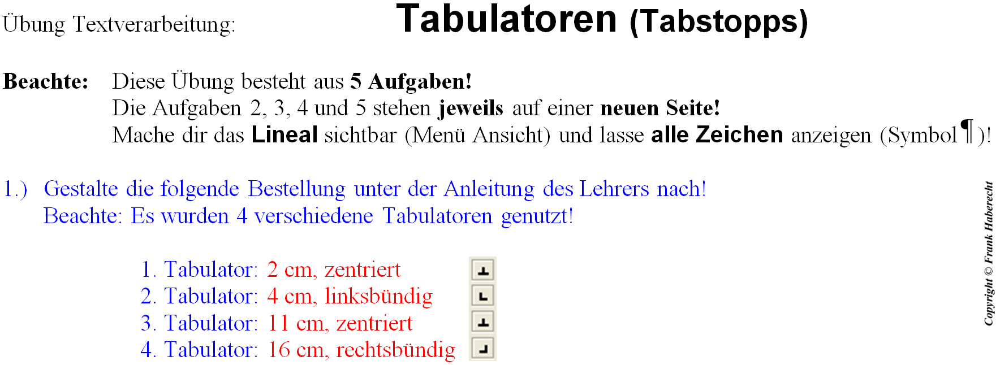 Übung Textverarbeitung: Tabulatoren (Tabstopps)
Beachte: Diese Übung besteht aus 5 Aufgaben!
Die Aufgaben 2, 3, 4 und 5 stehen jeweils auf einer neuen Seite!
Mache dir das Lineal sichtbar (Menü Ansicht) und lasse alle Zeichen anzeigen (Symbol ¶)!
1.) Gestalte die folgende Bestellung unter der Anleitung des Lehrers nach!
Beachte: Es wurden 4 verschiedene Tabulatoren genutzt!
1. Tabulator: 2 cm, zentriert
2. Tabulator: 4 cm, linksbündig
3. Tabulator: 11 cm, zentriert
4. Tabulator: 16 cm, rechtsbündig
Copyright © Frank Haberecht